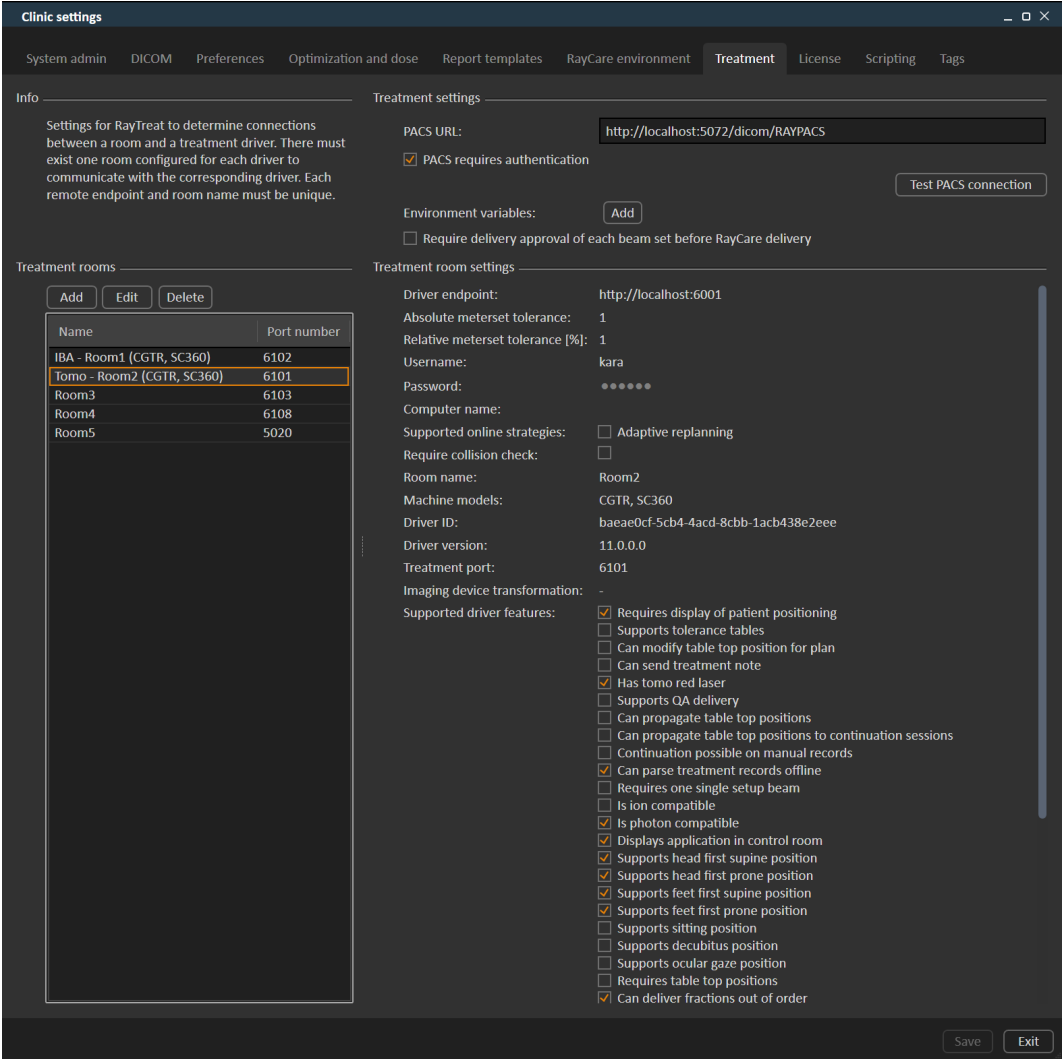 Clinic settings
System admin DICOM Preferences Optimization and dose Report templates RayCare environment Treatment License Scripting Tags
Info
Settings for RayTreat to determine connections
between a room and a treatment driver. There must
exist one room configured for each driver to
communicate with the corresponding driver. Each
remote endpoint and room name must be unique.
Treatment settings
PACS URL: http://localhost:5072/dicom/RAYPACS
PACS requires authentication
Test PACS connection
Environment variables: Add
Require delivery approval of each beam set before RayCare delivery
Treatment rooms
Add Edit Delete
Name Port number
IBA - Room1 (CGTR, SC360) 6102
Tomo - Room2 (CGTR, SC360) 6101
Room3 6103
Room4 6108
Room5 5020
Treatment room settings
Driver endpoint: http://localhost:6001
Absolute meterset tolerance: 1
Relative meterset tolerance [%]: 1
Username: kara
Password: ●●●●●●
Computer name:
Supported online strategies: Adaptive replanning
Require collision check:
Room name: Room2
Machine models: CGTR, SC360
Driver ID: baeae0cf-5cb4-4acd-8cbb-1acb438e2eee
Driver version: 11.0.0.0
Treatment port: 6101
Imaging device transformation: -
Supported driver features: Requires display of patient positioning
Supports tolerance tables
Can modify table top position for plan
Can send treatment note
Has tomo red laser
Supports QA delivery
Can propagate table top positions
Can propagate table top positions to continuation sessions
Continuation possible on manual records
Can parse treatment records offline
Requires one single setup beam
Is ion compatible
Is photon compatible
Displays application in control room
Supports head first supine position
Supports head first prone position
Supports feet first supine position
Supports feet first prone position
Supports sitting position
Supports decubitus position
Supports ocular gaze position
Requires table top positions
Can deliver fractions out of order
Save Exit